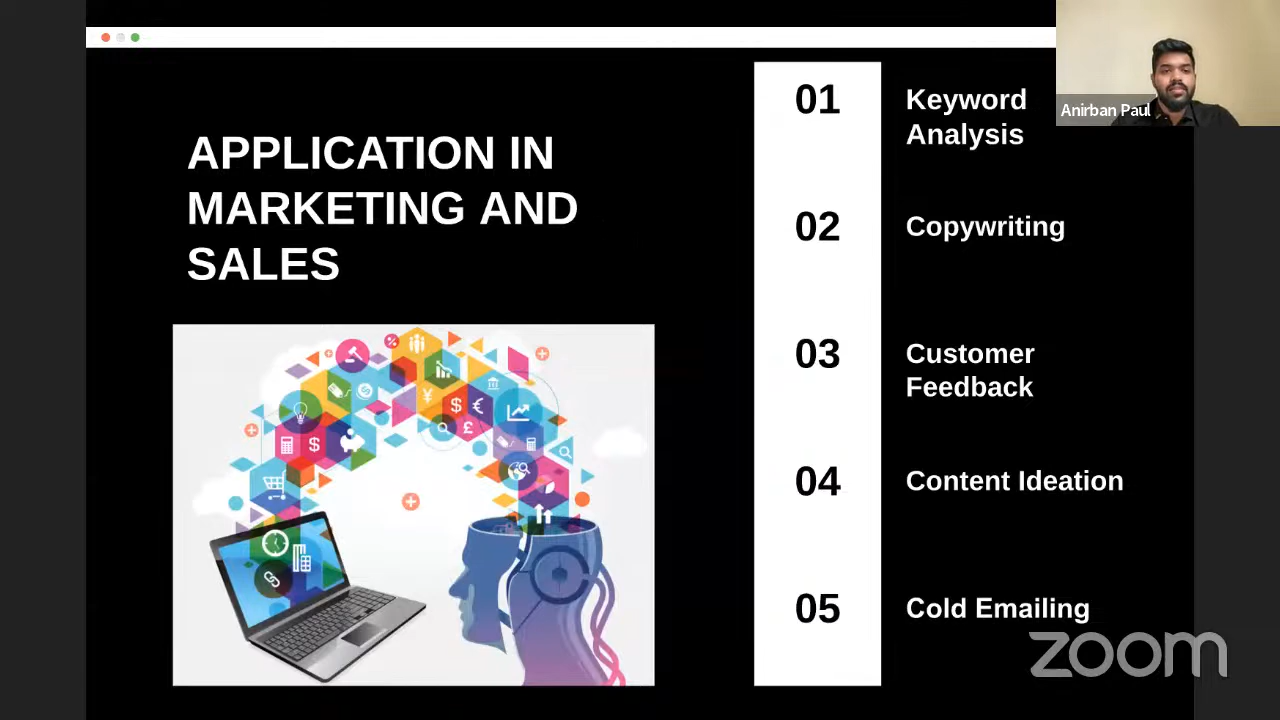 APPLICATION IN
MARKETING AND
SALES
01
Keyword
Analysis
02
Copywriting
03
Customer
Feedback
04
Content Ideation
05
Cold Emailing
Anirban Paul
zoom